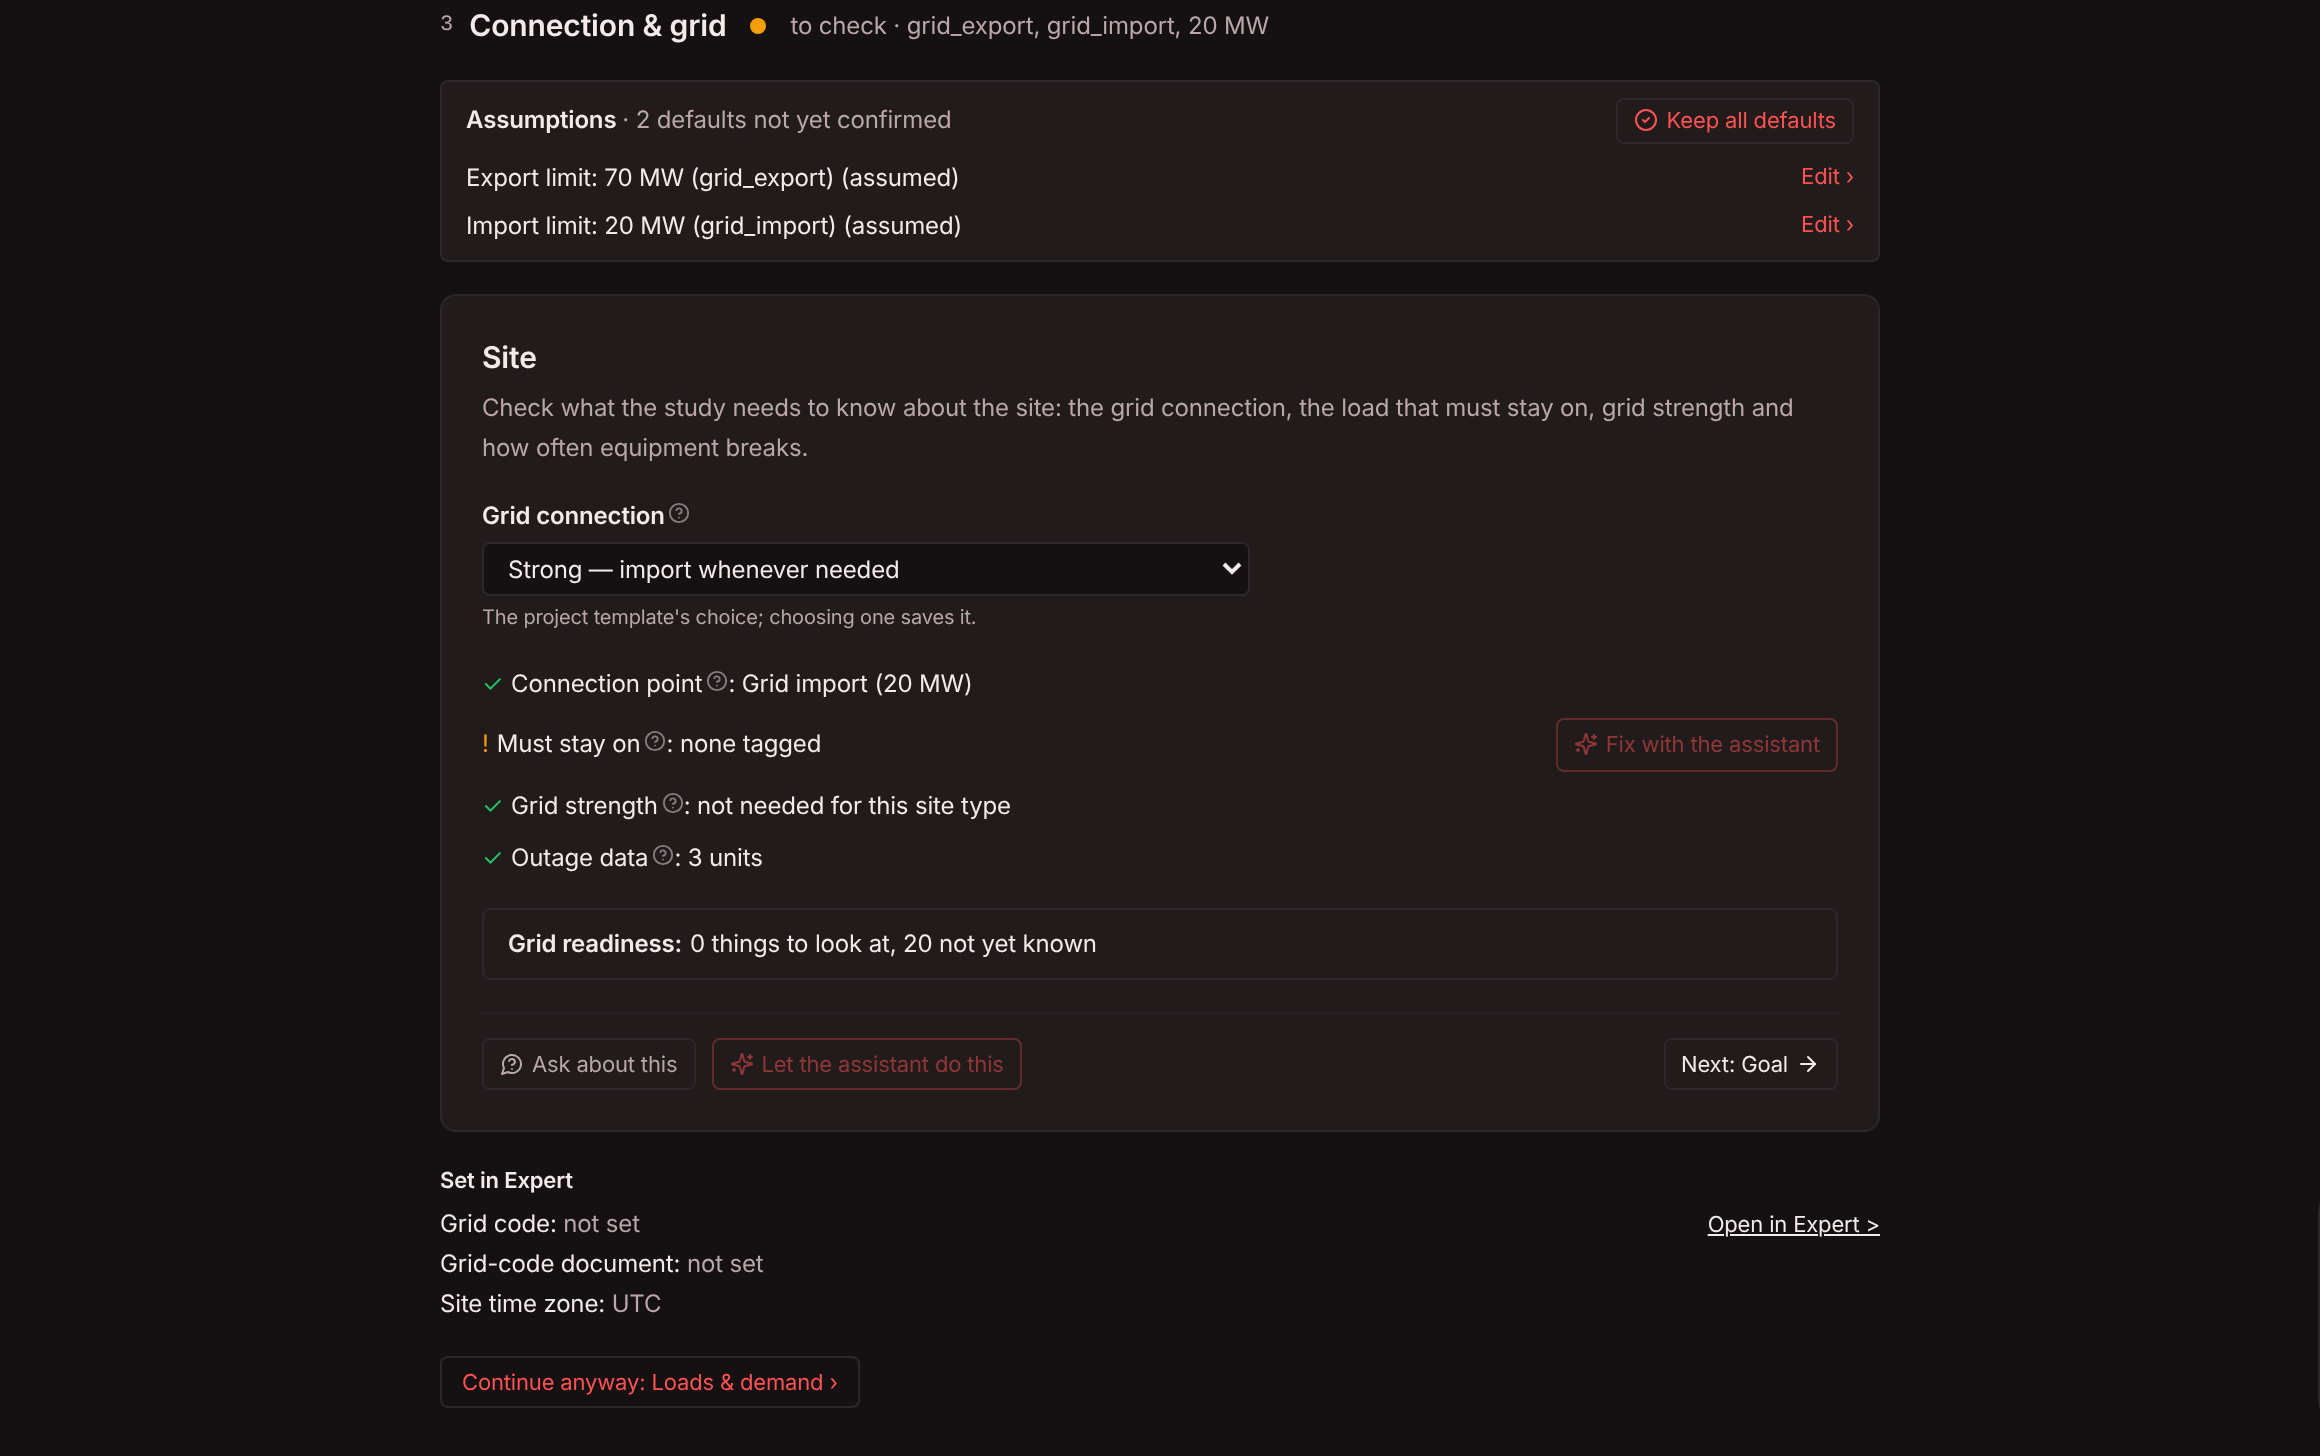 3 Connection & grid to check · grid_export, grid_import, 20 MW
Assumptions · 2 defaults not yet confirmed
Keep all defaults
Export limit: 70 MW (grid_export) (assumed)
Edit ›
Import limit: 20 MW (grid_import) (assumed)
Edit ›
Site
Check what the study needs to know about the site: the grid connection, the load that must stay on, grid strength and
how often equipment breaks.
Grid connection ?
Strong — import whenever needed
The project template's choice; choosing one saves it.
✓ Connection point ?: Grid import (20 MW)
! Must stay on ?: none tagged
Fix with the assistant
✓ Grid strength ?: not needed for this site type
✓ Outage data ?: 3 units
Grid readiness: 0 things to look at, 20 not yet known
Ask about this
Let the assistant do this
Next: Goal →
Set in Expert
Grid code: not set
Open in Expert >
Grid-code document: not set
Site time zone: UTC
Continue anyway: Loads & demand ›